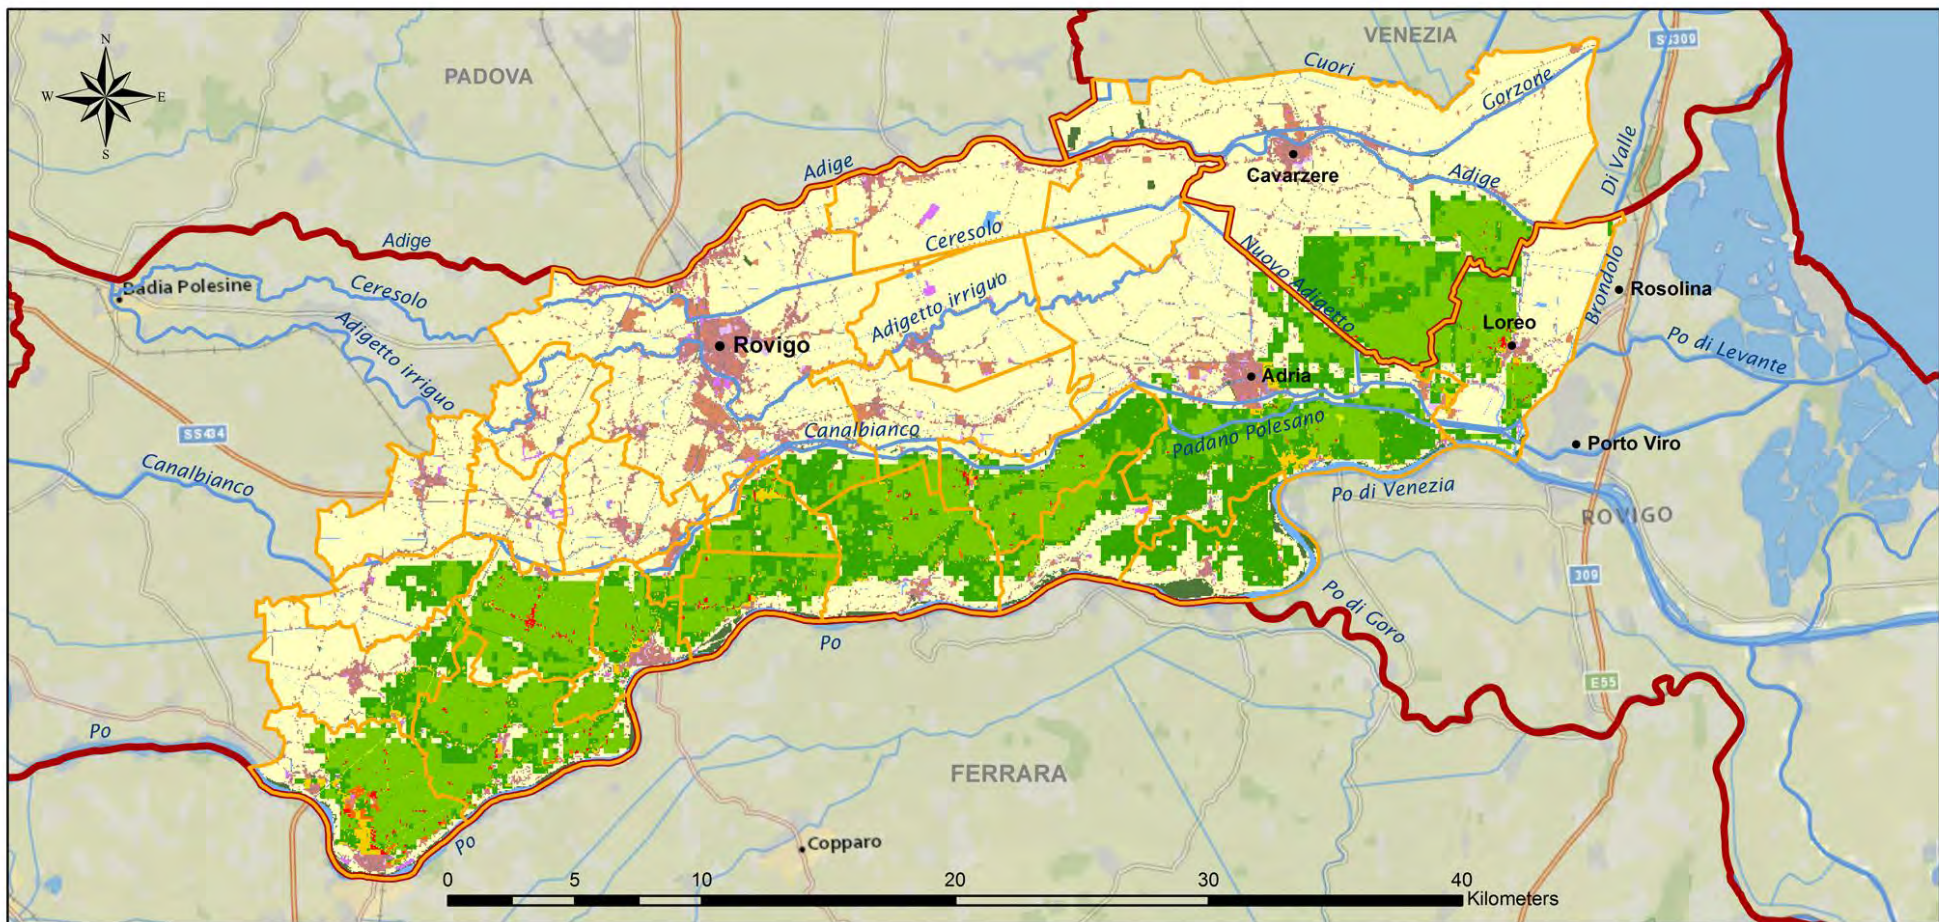 VENEZIA
SS309
N
PADOVA
Cuori
Gorzone
W
E
S
Di Valle
Adige
Cavarzere
Adige
Adige
Ceresolo
Nuovo Adigetto
Badia Polesine
Ceresolo
Brondolo
Rosolina
Adigetto irriguo
Loreo
Adigetto irriguo
Rovigo
Po di Levante
Adria
SS434
Canalbianco
Padano Polesano
Porto Viro
Canalbianco
Po di Venezia
ROVIGO
309
Po di Goro
Po
E55
Po
FERRARA
Po
Copparo
0 5 10 20 30 40
Kilometers